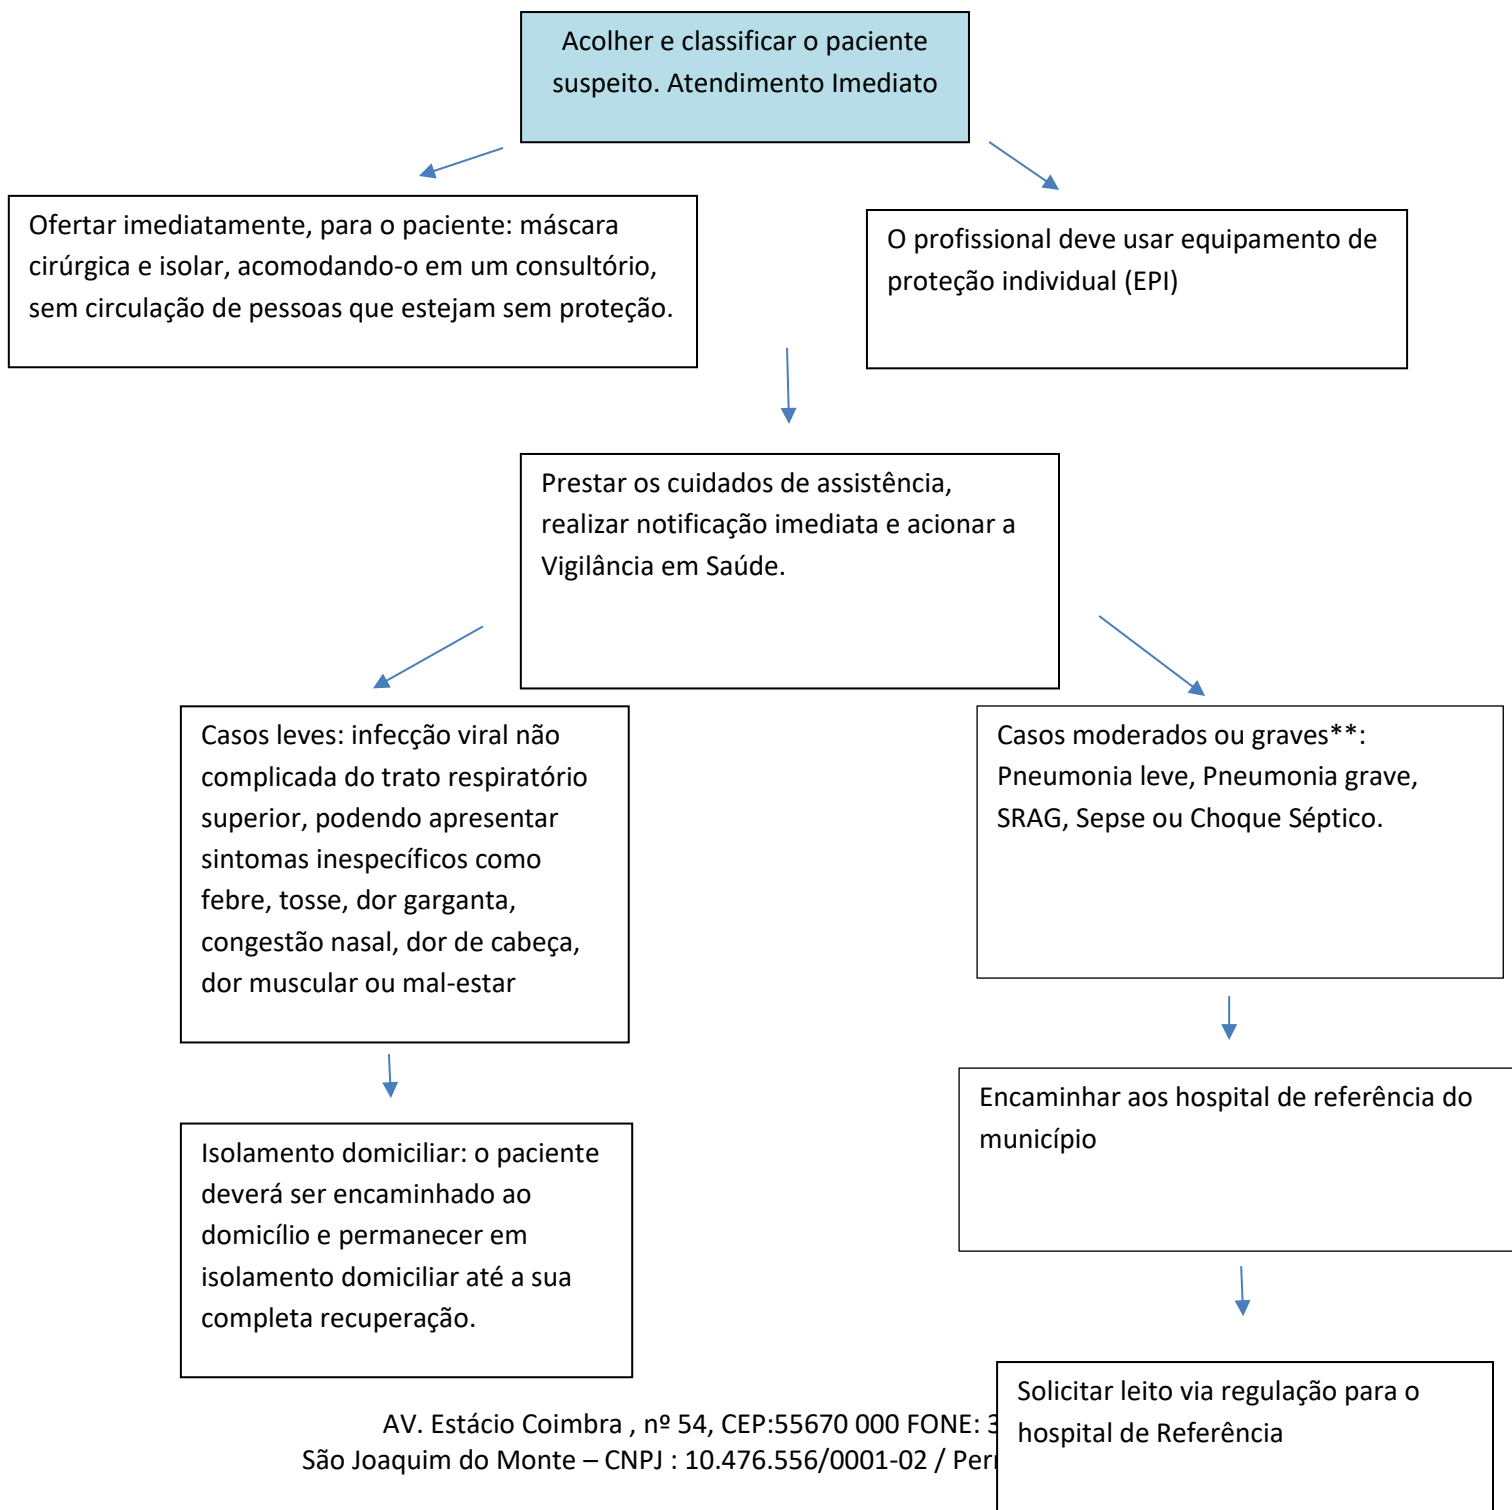 Acolher e classificar o paciente
suspeito. Atendimento Imediato
Ofertar imediatamente, para o paciente: máscara
cirúrgica e isolar, acomodando-o em um consultório,
sem circulação de pessoas que estejam sem proteção.
O profissional deve usar equipamento de
proteção individual (EPI)
Prestar os cuidados de assistência,
realizar notificação imediata e acionar a
Vigilância em Saúde.
Casos leves: infecção viral não
complicada do trato respiratório
superior, podendo apresentar
sintomas inespecíficos como
febre, tosse, dor garganta,
congestão nasal, dor de cabeça,
dor muscular ou mal-estar
Casos moderados ou graves**:
Pneumonia leve, Pneumonia grave,
SRAG, Sepse ou Choque Séptico.
Isolamento domiciliar: o paciente
deverá ser encaminhado ao
domicílio e permanecer em
isolamento domiciliar até a sua
completa recuperação.
Encaminhar aos hospital de referência do
município
Solicitar leito via regulação para o
hospital de Referência
AV. Estácio Coimbra , nº 54, CEP:55670 000 FONE:
São Joaquim do Monte – CNPJ : 10.476.556/0001-02 /